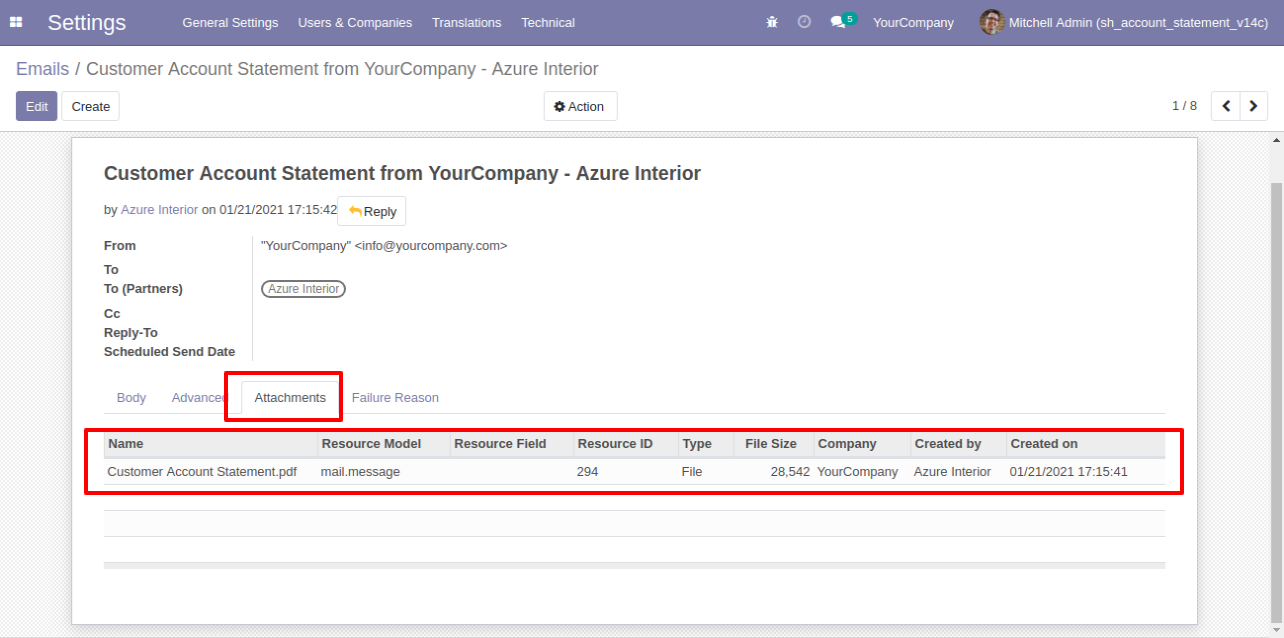 Settings General Settings Users & Companies Translations Technical 5 YourCompany Mitchell Admin (sh_account_statement_v14c)
Emails / Customer Account Statement from YourCompany - Azure Interior
Edit Create Action 1 / 8
Customer Account Statement from YourCompany - Azure Interior
by Azure Interior on 01/21/2021 17:15:42 Reply
From "YourCompany" <info@yourcompany.com>
To
To (Partners) Azure Interior
Cc
Reply-To
Scheduled Send Date
Body Advanced Attachments Failure Reason
Name Resource Model Resource Field Resource ID Type File Size Company Created by Created on
Customer Account Statement.pdf mail.message 294 File 28,542 YourCompany Azure Interior 01/21/2021 17:15:41